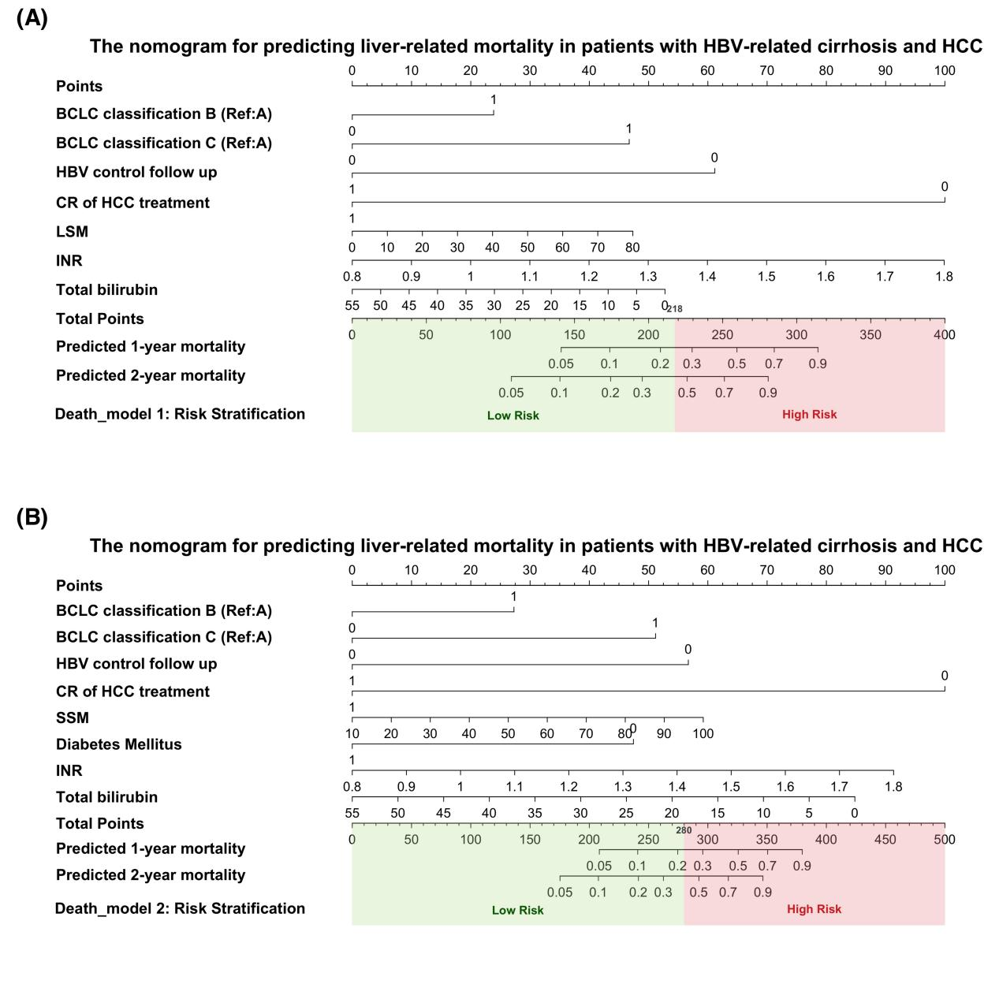 (A)
The nomogram for predicting liver-related mortality in patients with HBV-related cirrhosis and HCC
0 10 20 30 40 50 60 70 80 90 100
Points
1
BCLC classification B (Ref:A)
0 1
BCLC classification C (Ref:A)
0 0
HBV control follow up
1 0
CR of HCC treatment
1
LSM
0 10 20 30 40 50 60 70 80
INR
0.8 0.9 1 1.1 1.2 1.3 1.4 1.5 1.6 1.7 1.8
Total bilirubin
55 50 45 40 35 30 25 20 15 10 5 0 218
Total Points
0 50 100 150 200 250 300 350 400
Predicted 1-year mortality
0.05 0.1 0.2 0.3 0.5 0.7 0.9
Predicted 2-year mortality
0.05 0.1 0.2 0.3 0.5 0.7 0.9
Death_model 1: Risk Stratification Low Risk High Risk
(B)
The nomogram for predicting liver-related mortality in patients with HBV-related cirrhosis and HCC
0 10 20 30 40 50 60 70 80 90 100
Points
1
BCLC classification B (Ref:A)
0 1
BCLC classification C (Ref:A)
0 0
HBV control follow up
1 0
CR of HCC treatment
1
SSM
10 20 30 40 50 60 70 80 0 90 100
Diabetes Mellitus
1
INR
0.8 0.9 1 1.1 1.2 1.3 1.4 1.5 1.6 1.7 1.8
Total bilirubin
55 50 45 40 35 30 25 20 15 10 5 0
Total Points 280
0 50 100 150 200 250 300 350 400 450 500
Predicted 1-year mortality
0.05 0.1 0.2 0.3 0.5 0.7 0.9
Predicted 2-year mortality
0.05 0.1 0.2 0.3 0.5 0.7 0.9
Death_model 2: Risk Stratification Low Risk High Risk